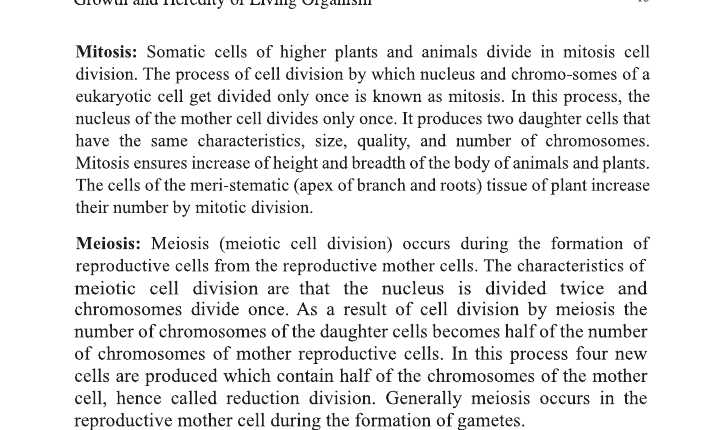 Growth and Heredity of Living Organism
Mitosis: Somatic cells of higher plants and animals divide in mitosis cell
division. The process of cell division by which nucleus and chromo-somes of a
eukaryotic cell get divided only once is known as mitosis. In this process, the
nucleus of the mother cell divides only once. It produces two daughter cells that
have the same characteristics, size, quality, and number of chromosomes.
Mitosis ensures increase of height and breadth of the body of animals and plants.
The cells of the meri-stematic (apex of branch and roots) tissue of plant increase
their number by mitotic division.
Meiosis: Meiosis (meiotic cell division) occurs during the formation of
reproductive cells from the reproductive mother cells. The characteristics of
meiotic cell division are that the nucleus is divided twice and
chromosomes divide once. As a result of cell division by meiosis the
number of chromosomes of the daughter cells becomes half of the number
of chromosomes of mother reproductive cells. In this process four new
cells are produced which contain half of the chromosomes of the mother
cell, hence called reduction division. Generally meiosis occurs in the
reproductive mother cell during the formation of gametes.